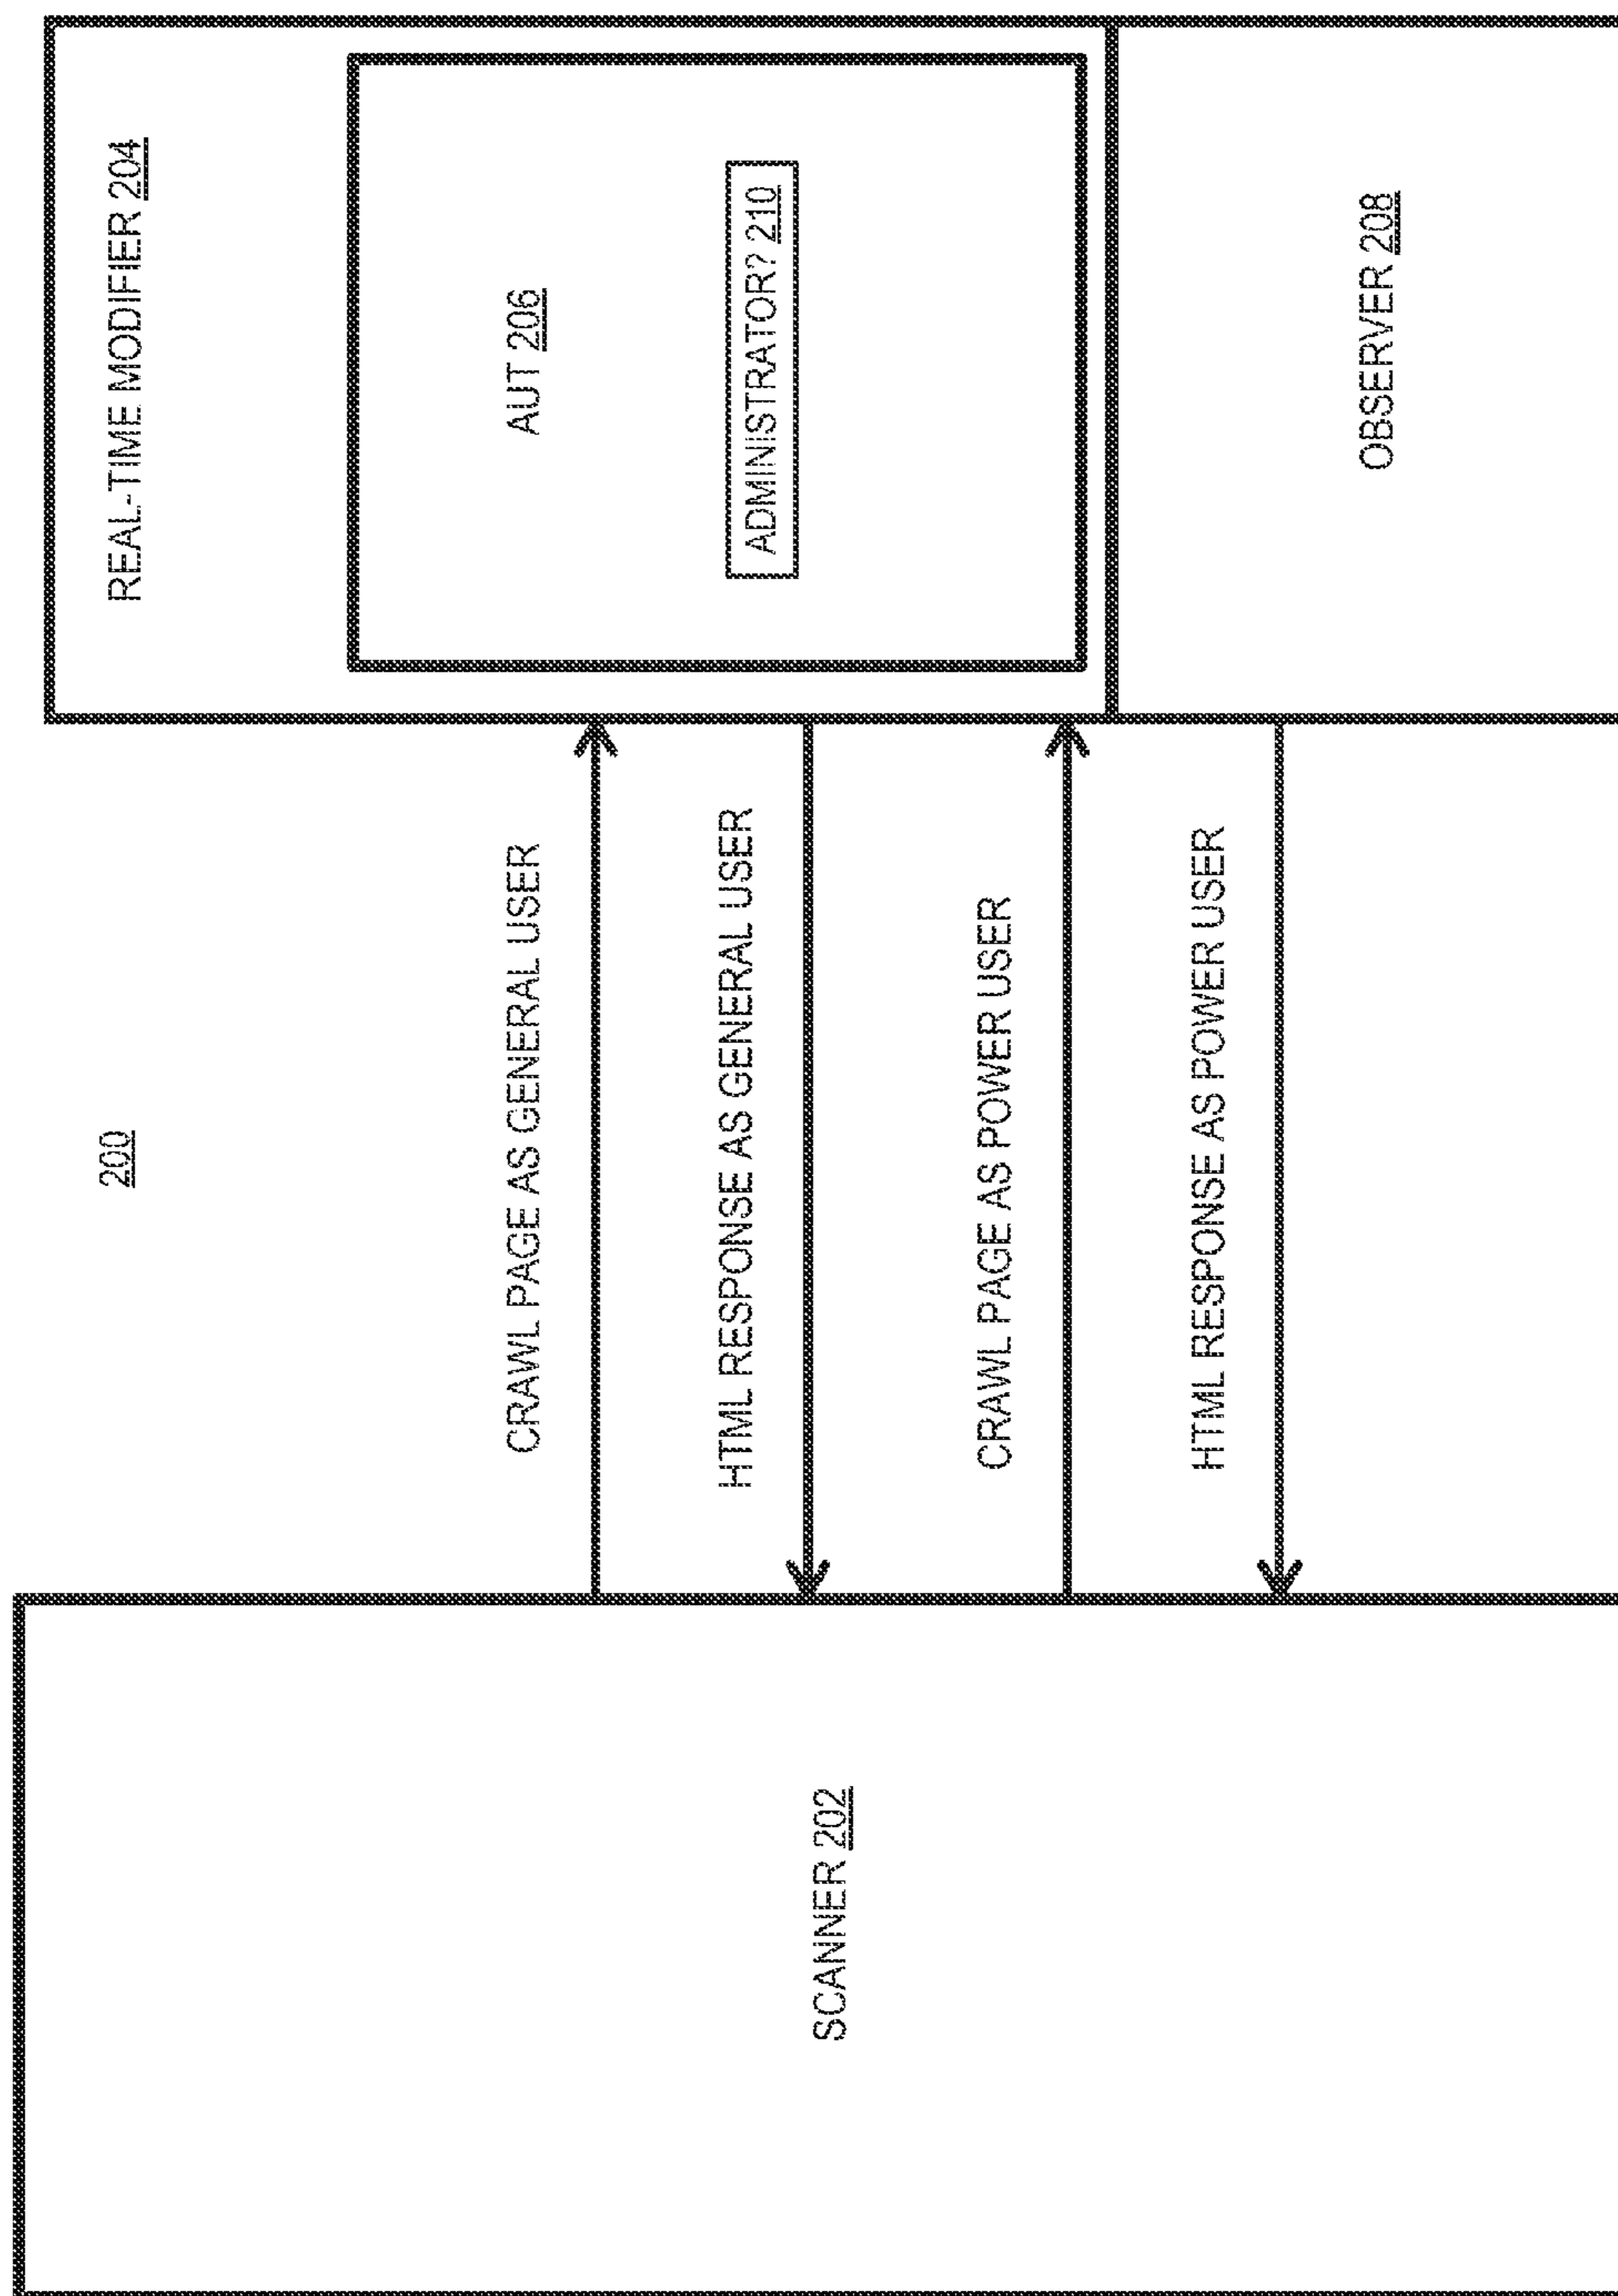 200
SCANNER 202
CRAWL PAGE AS GENERAL USER
HTML RESPONSE AS GENERAL USER
CRAWL PAGE AS POWER USER
HTML RESPONSE AS POWER USER
REAL-TIME MODIFIER 204
AUT 206
ADMINISTRATOR? 210
OBSERVER 208